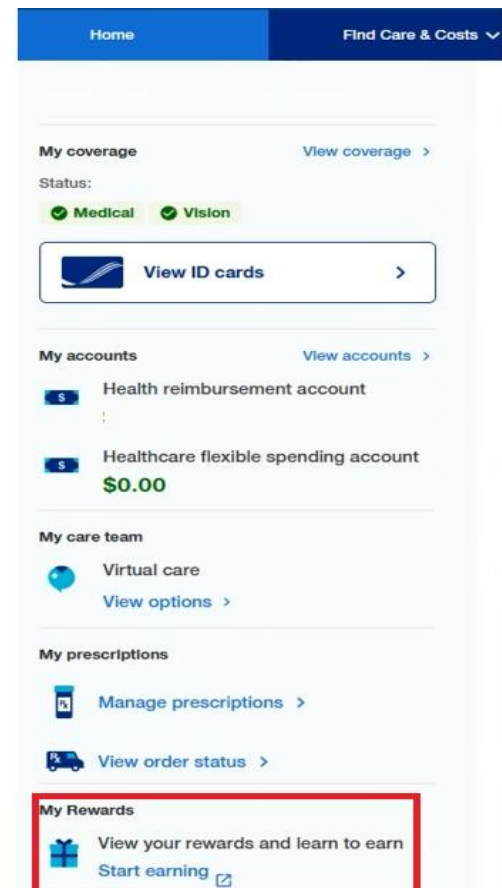 Home
Find Care & Costs
My coverage
View coverage >
Status:
Medical
Vision
View ID cards >
My accounts
View accounts >
$
Health reimbursement account
$
Healthcare flexible spending account
$0.00
My care team
Virtual care
View options >
My prescriptions
Rx
Manage prescriptions >
Rx
View order status >
My Rewards
View your rewards and learn to earn
Start earning